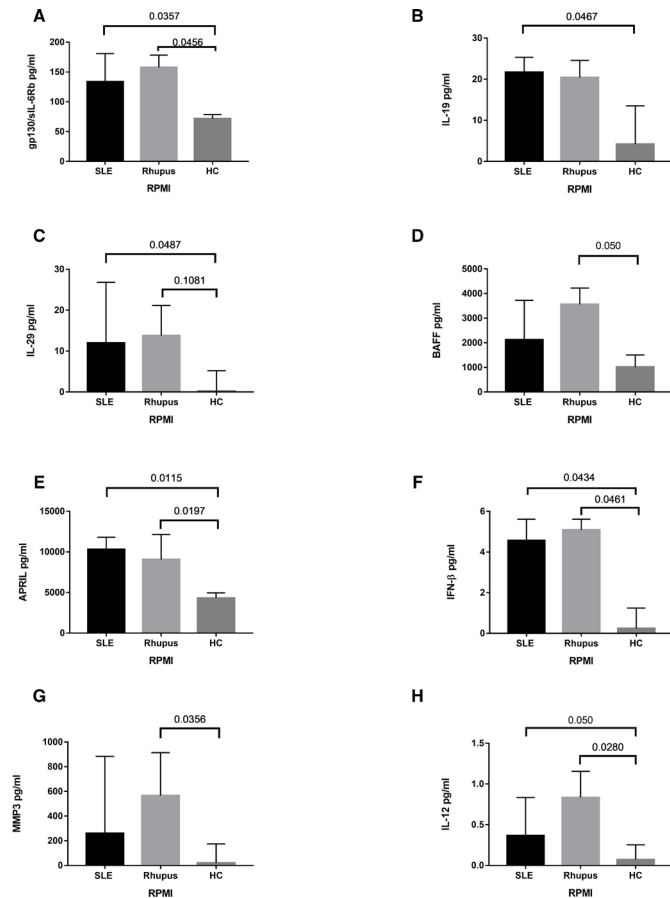 A
0.0357
0.0456
gp130/sIL-6Rb pg/ml
200
150
100
50
0
SLE Rhupus HC
RPMI
B
0.0467
IL-19 pg/ml
30
20
10
0
SLE Rhupus HC
RPMI
C
0.0487
0.1081
IL-29 pg/ml
30
20
10
0
SLE Rhupus HC
RPMI
D
0.050
BAFF pg/ml
5000
4000
3000
2000
1000
0
SLE Rhupus HC
RPMI
E
0.0115
0.0197
APRIL pg/ml
15000
10000
5000
0
SLE Rhupus HC
RPMI
F
0.0434
0.0461
IFN-β pg/ml
6
4
2
0
SLE Rhupus HC
RPMI
G
0.0356
MMP3 pg/ml
1000
800
600
400
200
0
SLE Rhupus HC
RPMI
H
0.050
0.0280
IL-12 pg/ml
1.5
1.0
0.5
0.0
SLE Rhupus HC
RPMI